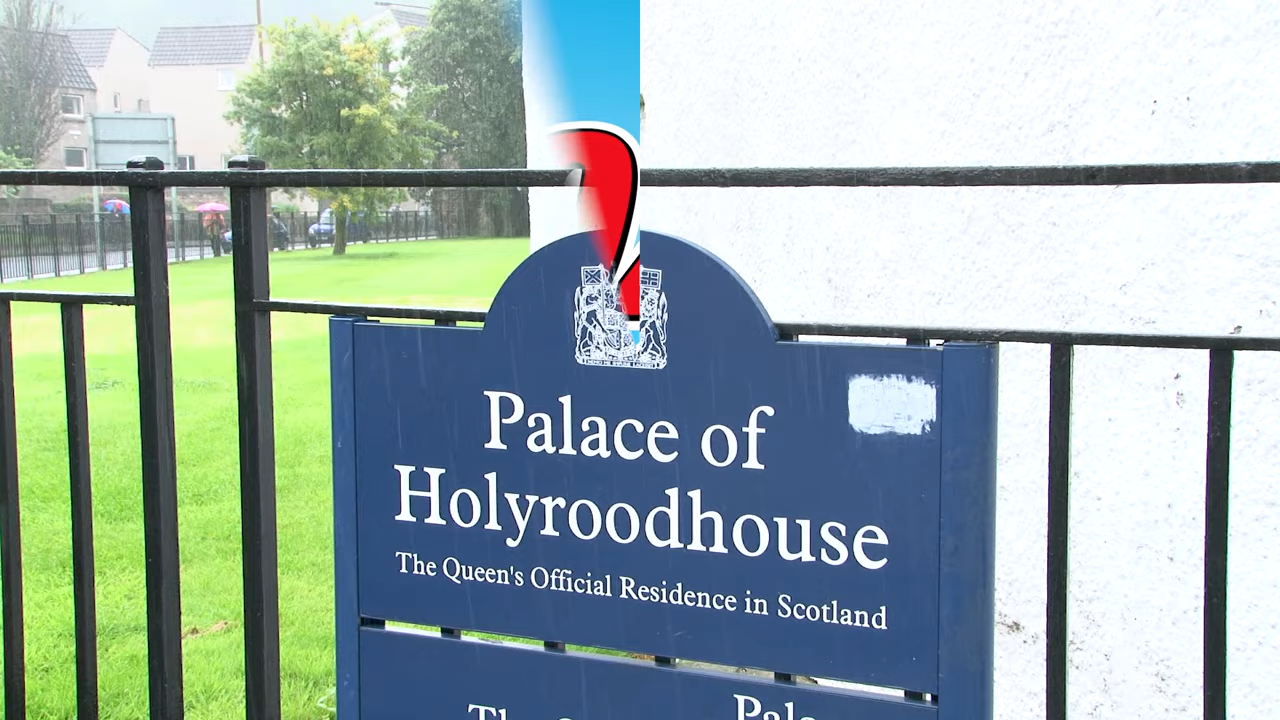 Palace of
Holyroodhouse
The Queen's Official Residence in Scotland